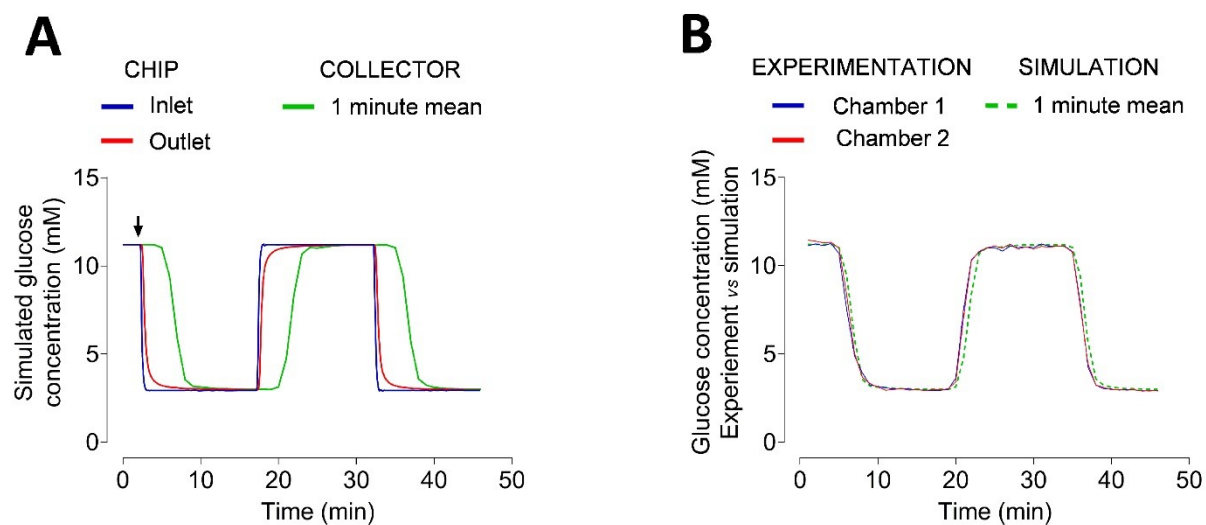 A
CHIP
COLLECTOR
Inlet
1 minute mean
Outlet
Simulated glucose
concentration (mM)
15
10
5
0
0 10 20 30 40 50
Time (min)
B
EXPERIMENTATION
SIMULATION
Chamber 1
1 minute mean
Chamber 2
Glucose concentration (mM)
Experiement vs simulation
15
10
5
0
0 10 20 30 40 50
Time (min)